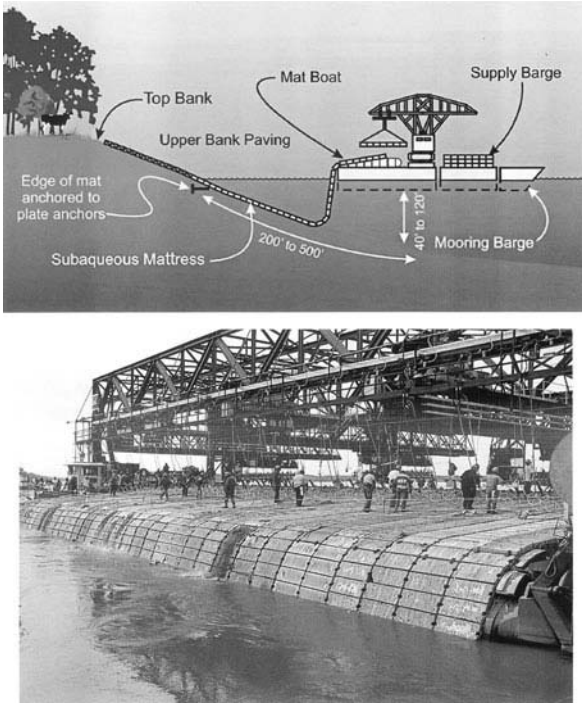 Top Bank
Mat Boat
Supply Barge
Upper Bank Paving
Edge of mat
anchored to
plate anchors
Subaqueous Mattress
200' to 500'
40' to 120'
Mooring Barge